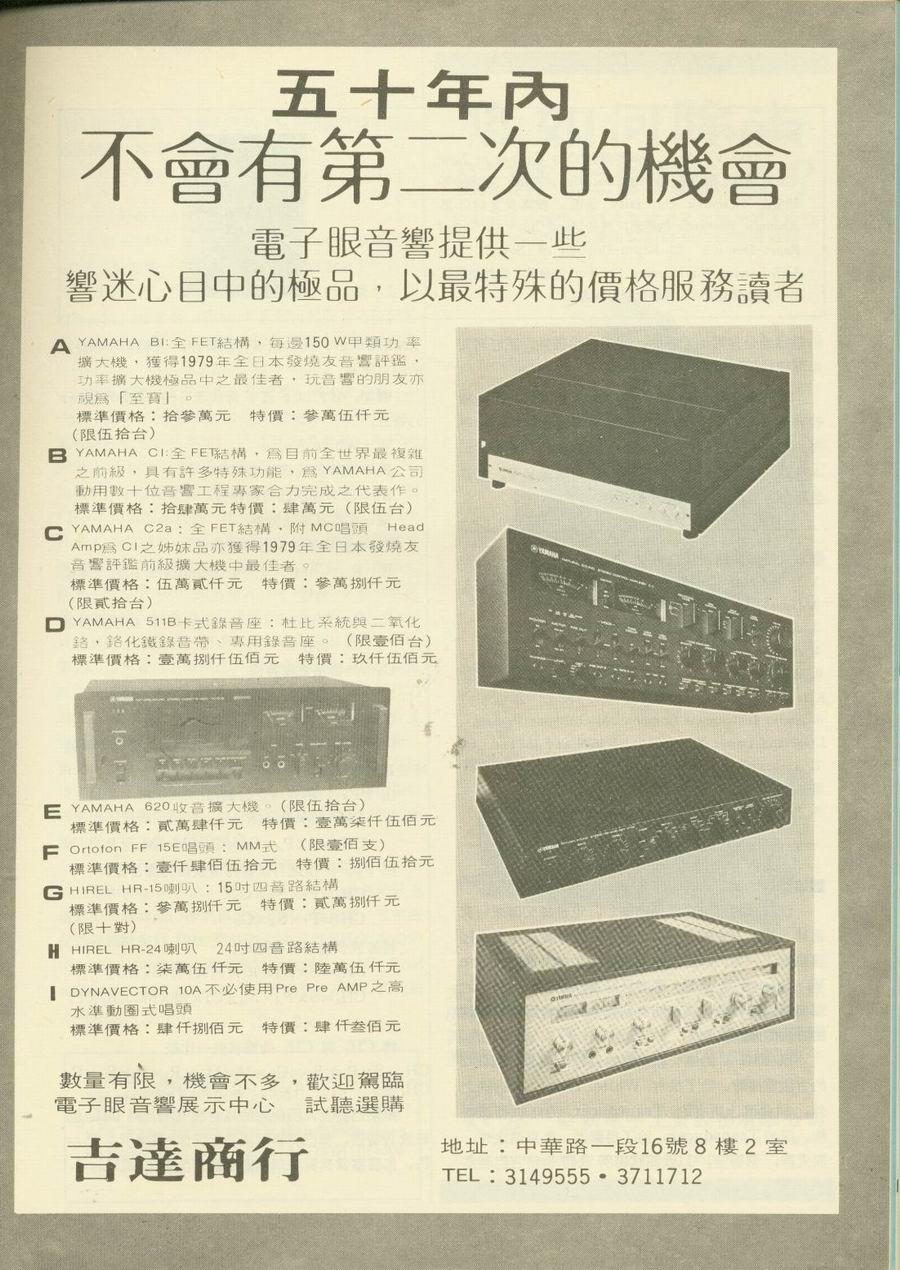 五十年內
不會有第二次的機會
電子眼音響提供一些
響迷心目中的極品，以最特殊的價格服務讀者
A YAMAHA BI:全FET結構，每邊150W甲類功率
擴大機，獲得1979年全日本發燒友音響評鑑，
功率擴大機極品中之最佳者，玩音響的朋友亦
視為「至寶」。
標準價格：拾參萬元 特價：參萬伍仟元
(限伍拾台)
B YAMAHA CI:全FET結構，為目前全世界最複雜
之前級，具有許多特殊功能，為YAMAHA公司
動用數十位音響工程專家合力完成之代表作。
標準價格：拾肆萬元特價：肆萬元 (限伍台)
C YAMAHA C2a：全FET結構，附MC唱頭 Head
Amp為CI之姊妹品亦獲得1979年全日本發燒友
音響評鑑前級擴大機中最佳者。
標準價格：伍萬貳仟元 特價：參萬捌仟元
(限貳拾台)
D YAMAHA 511B卡式錄音座：杜比系統與二氧化
鉻，鉻化鐵錄音帶、專用錄音座。 (限壹佰台)
標準價格：壹萬捌仟伍佰元 特價：玖仟伍佰元
E YAMAHA 620收音擴大機。(限伍拾台)
標準價格：貳萬肆仟元 特價：壹萬柒仟伍佰元
F Ortofon FF 15E唱頭：MM式 (限壹佰支)
標準價格：壹仟肆佰伍拾元 特價：捌佰伍拾元
G HIREL HR-15喇叭：15吋四音路結構
標準價格：參萬捌仟元 特價：貳萬捌仟元
(限十對)
H HIREL HR-24喇叭 24吋四音路結構
標準價格：柒萬伍仟元 特價：陸萬伍仟元
I DYNAVECTOR 10A不必使用Pre Pre AMP之高
水準動圈式唱頭
標準價格：肆仟捌佰元 特價：肆仟叁佰元
數量有限，機會不多，歡迎駕臨
電子眼音響展示中心 試聽選購
吉達商行
地址：中華路一段16號8樓2室
TEL：3149555・3711712
YAMAHA
YAMAHA
YAMAHA
YAMAHA
YAMAHA